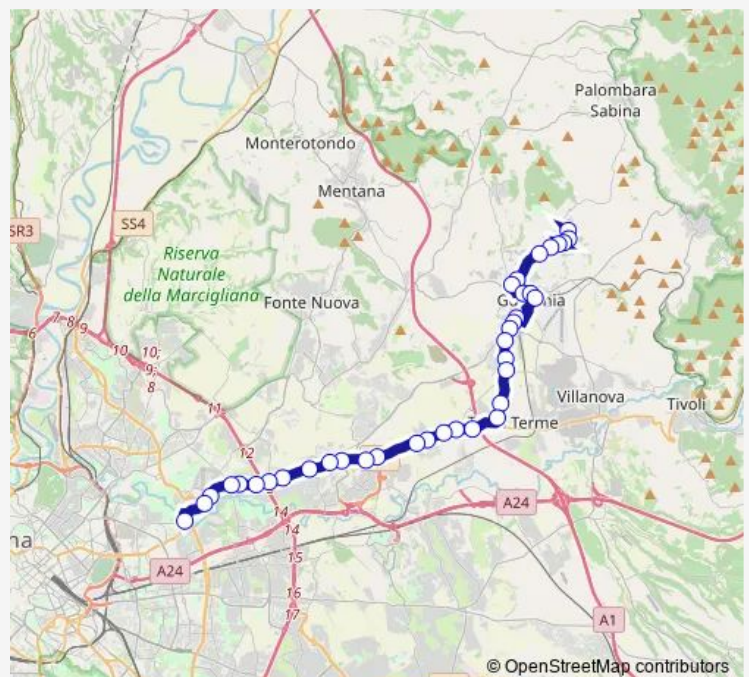 Palombara
Sabina
Monterotondo
Mentana
SR3
SS4
Riserva
Naturale
della Marcigliana
Fonte Nuova
6
7
8
9
10
10;
9;
8
11
Villanova
Tivoli
Terme
12
14
A24
14
15
A24
16
17
A1
© OpenStreetMap contributors